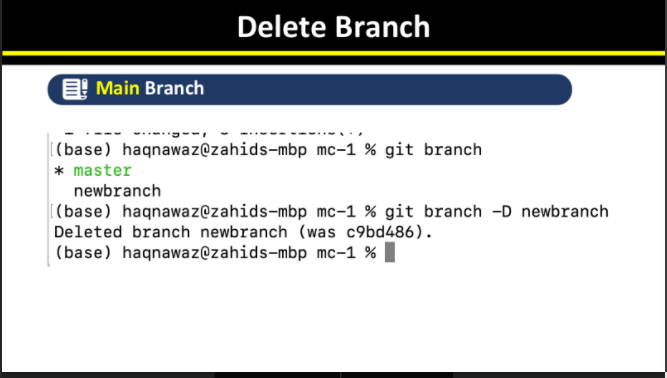 Delete Branch
Main Branch
(base) haqnawaz@zahids-mbp mc-1 % git branch
* master
newbranch
(base) haqnawaz@zahids-mbp mc-1 % git branch -D newbranch
Deleted branch newbranch (was c9bd486).
(base) haqnawaz@zahids-mbp mc-1 %